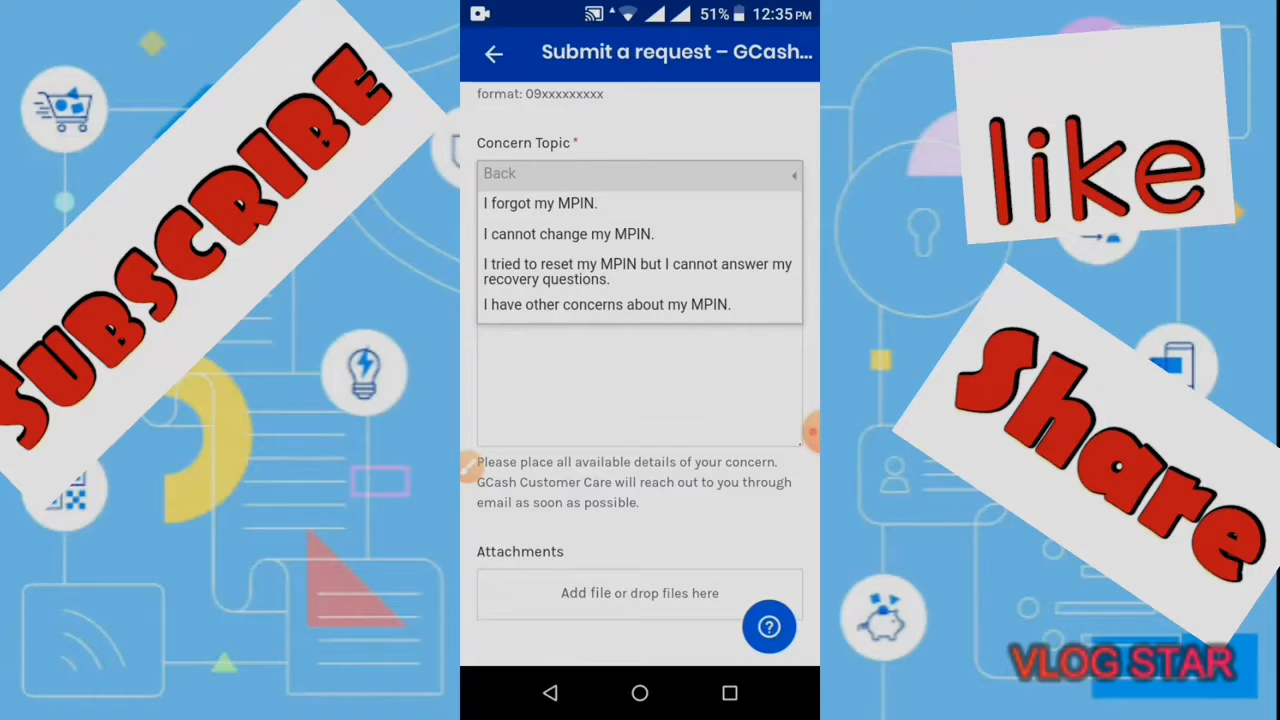 SUBSCRIBE
51% 12:35 PM
Submit a request – GCash...
format: 09xxxxxxxxx
Concern Topic *
Back
I forgot my MPIN.
I cannot change my MPIN.
I tried to reset my MPIN but I cannot answer my
recovery questions.
I have other concerns about my MPIN.
Please place all available details of your concern.
GCash Customer Care will reach out to you through
email as soon as possible.
Attachments
Add file or drop files here
like
Share
VLOG STAR